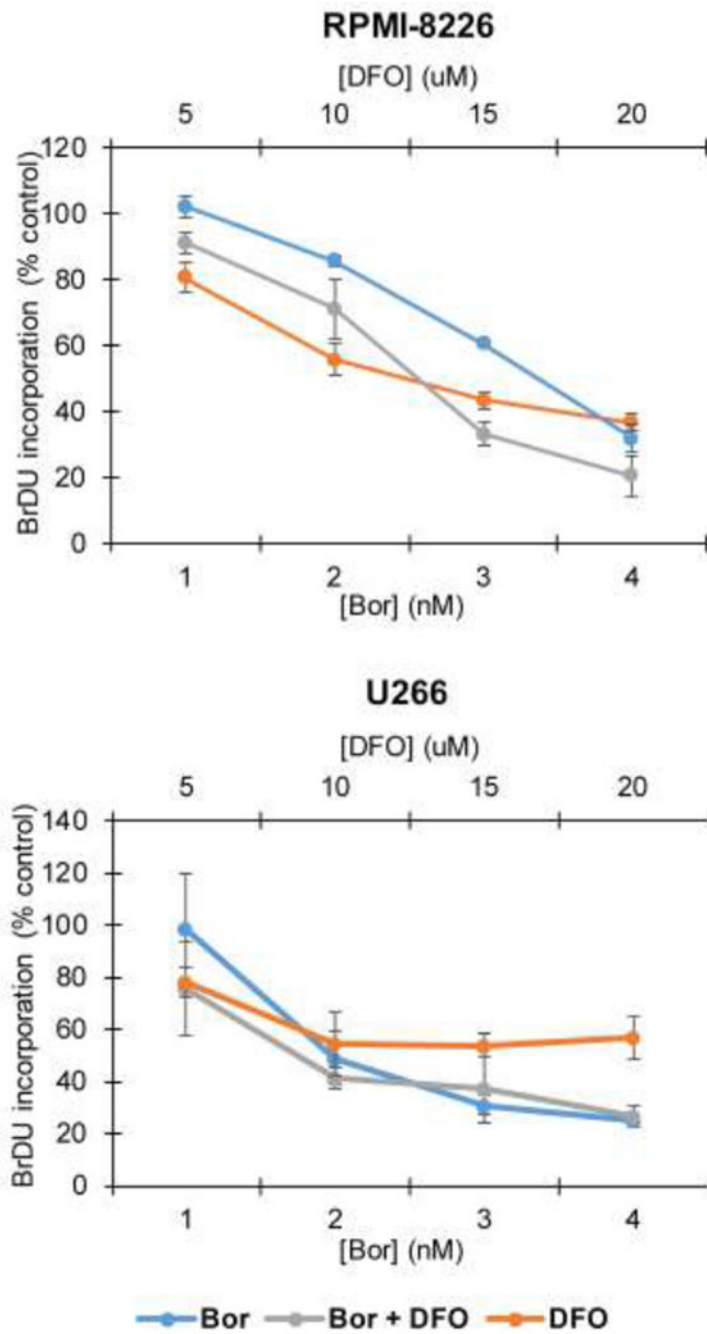 RPMI-8226
[DFO] (uM)
5 10 15 20
BrDU incorporation (% control)
120
100
80
60
40
20
0
1 2 3 4
[Bor] (nM)
U266
[DFO] (uM)
5 10 15 20
BrDU incorporation (% control)
140
120
100
80
60
40
20
0
1 2 3 4
[Bor] (nM)
Bor Bor + DFO DFO